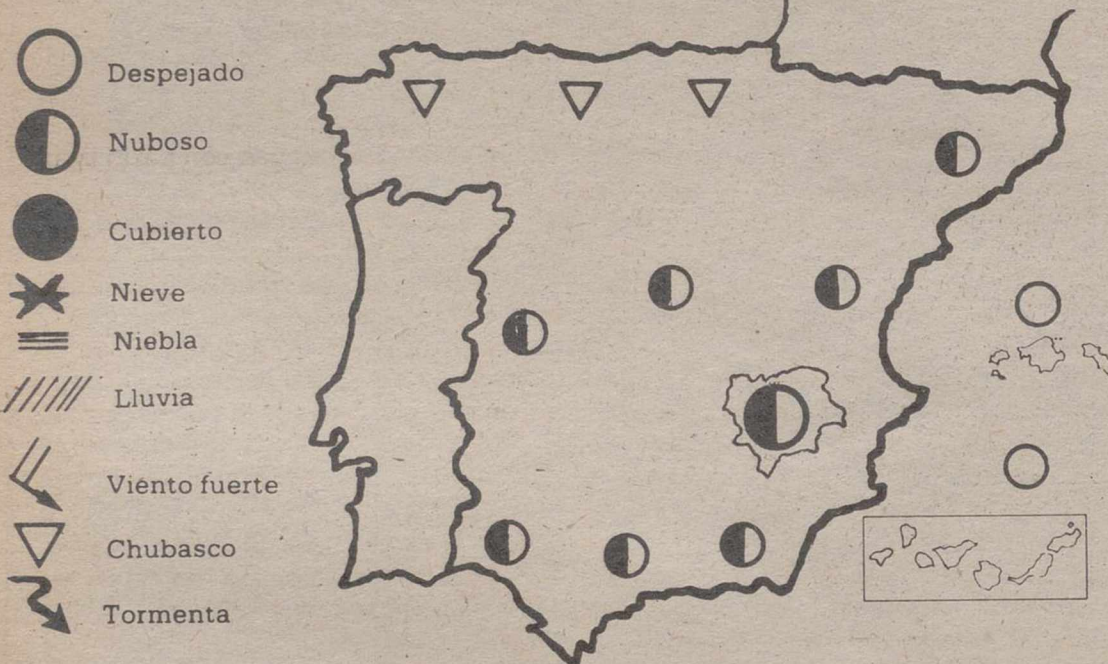 Despejado
Nuboso
Cubierto
Nieve
Niebla
Lluvia
Viento fuerte
Chubasco
Tormenta